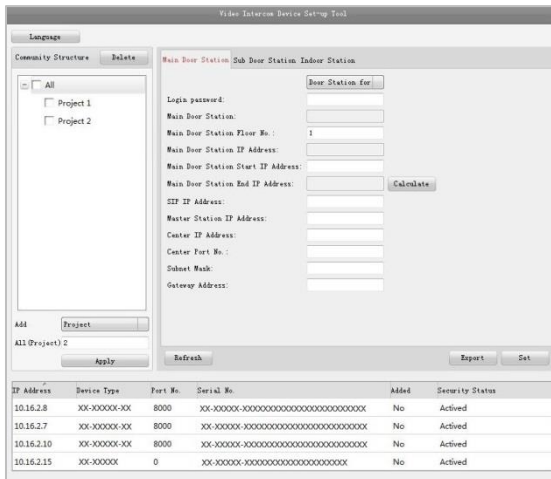 Video Intercom Device Set-up Tool
Language
Community Structure Delete
All
Project 1
Project 2
Add Project
All(Project) 2
Apply
Main Door Station Sub Door Station Indoor Station
Door Station for
Login password:
Main Door Station:
Main Door Station Floor No.: 1
Main Door Station IP Address:
Main Door Station Start IP Address:
Main Door Station End IP Address: Calculate
SIP IP Address:
Master Station IP Address:
Center IP Address:
Center Port No.:
Subnet Mask:
Gateway Address:
Refresh Export Set
IP Address Device Type Port No. Serial No. Added Security Status
10.16.2.8 XX-XXXXX-XX 8000 XX-XXXXX-XXXXXXXXXXXXXXXXXXXXXXXXX No Actived
10.16.2.7 XX-XXXXX-XX 8000 XX-XXXXX-XXXXXXXXXXXXXXXXXXXXXXXXX No Actived
10.16.2.10 XX-XXXXX-XX 8000 XX-XXXXX-XXXXXXXXXXXXXXXXXXXXXXXXX No Actived
10.16.2.15 XX-XXXXX 0 XX-XXXXX-XXXXXXXXXXXXXXXXXXXXX No Actived